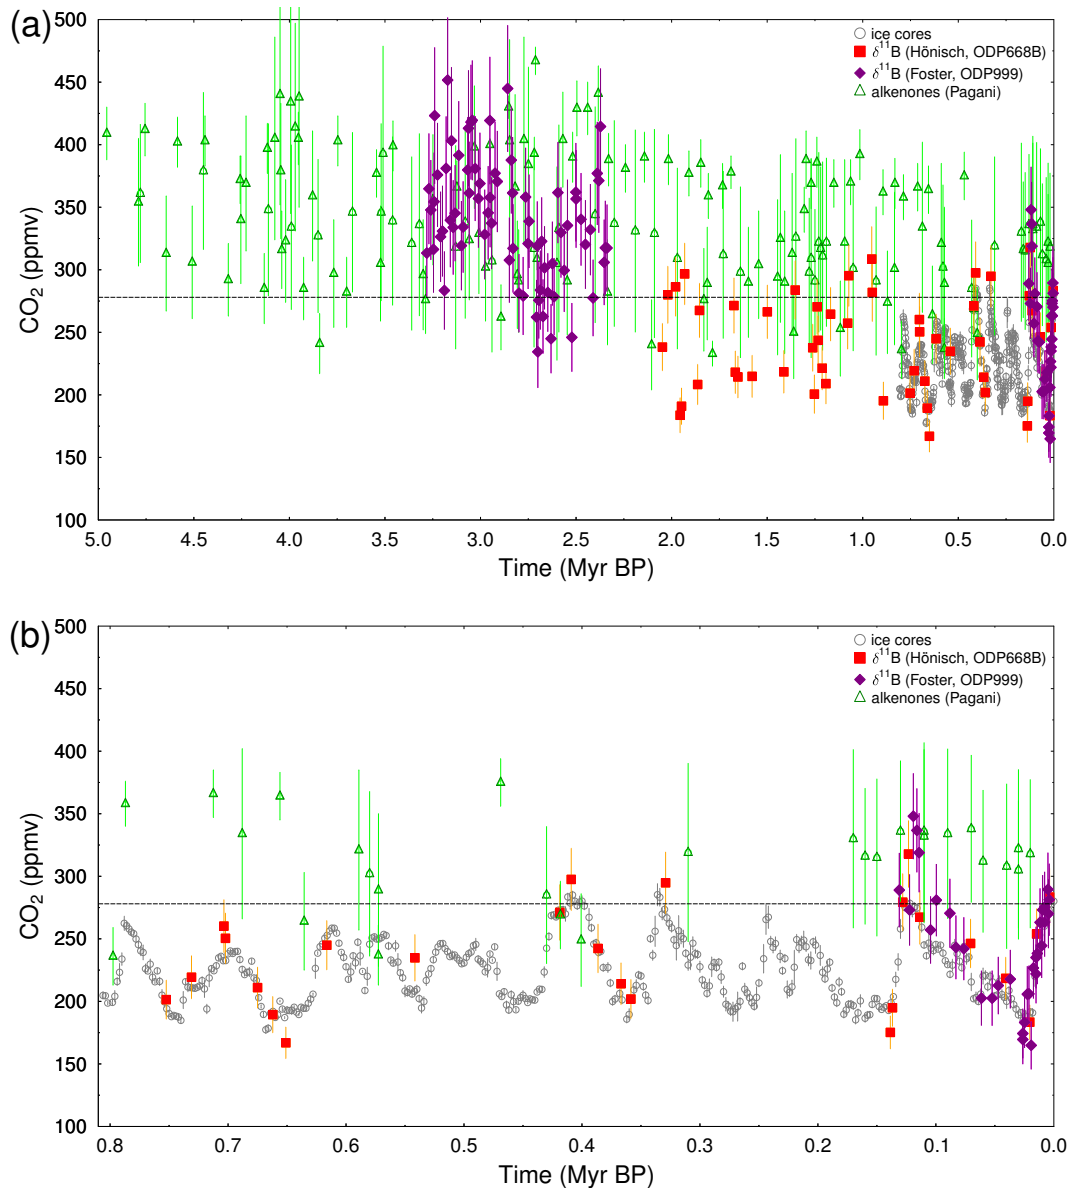 (a)
500
450
400
350
300
250
200
150
100
CO2 (ppmv)
ice cores
δ11B (Hönisch, ODP668B)
δ11B (Foster, ODP999)
alkenones (Pagani)
5.0 4.5 4.0 3.5 3.0 2.5 2.0 1.5 1.0 0.5 0.0
Time (Myr BP)
(b)
500
450
400
350
300
250
200
150
100
CO2 (ppmv)
ice cores
δ11B (Hönisch, ODP668B)
δ11B (Foster, ODP999)
alkenones (Pagani)
0.8 0.7 0.6 0.5 0.4 0.3 0.2 0.1 0.0
Time (Myr BP)